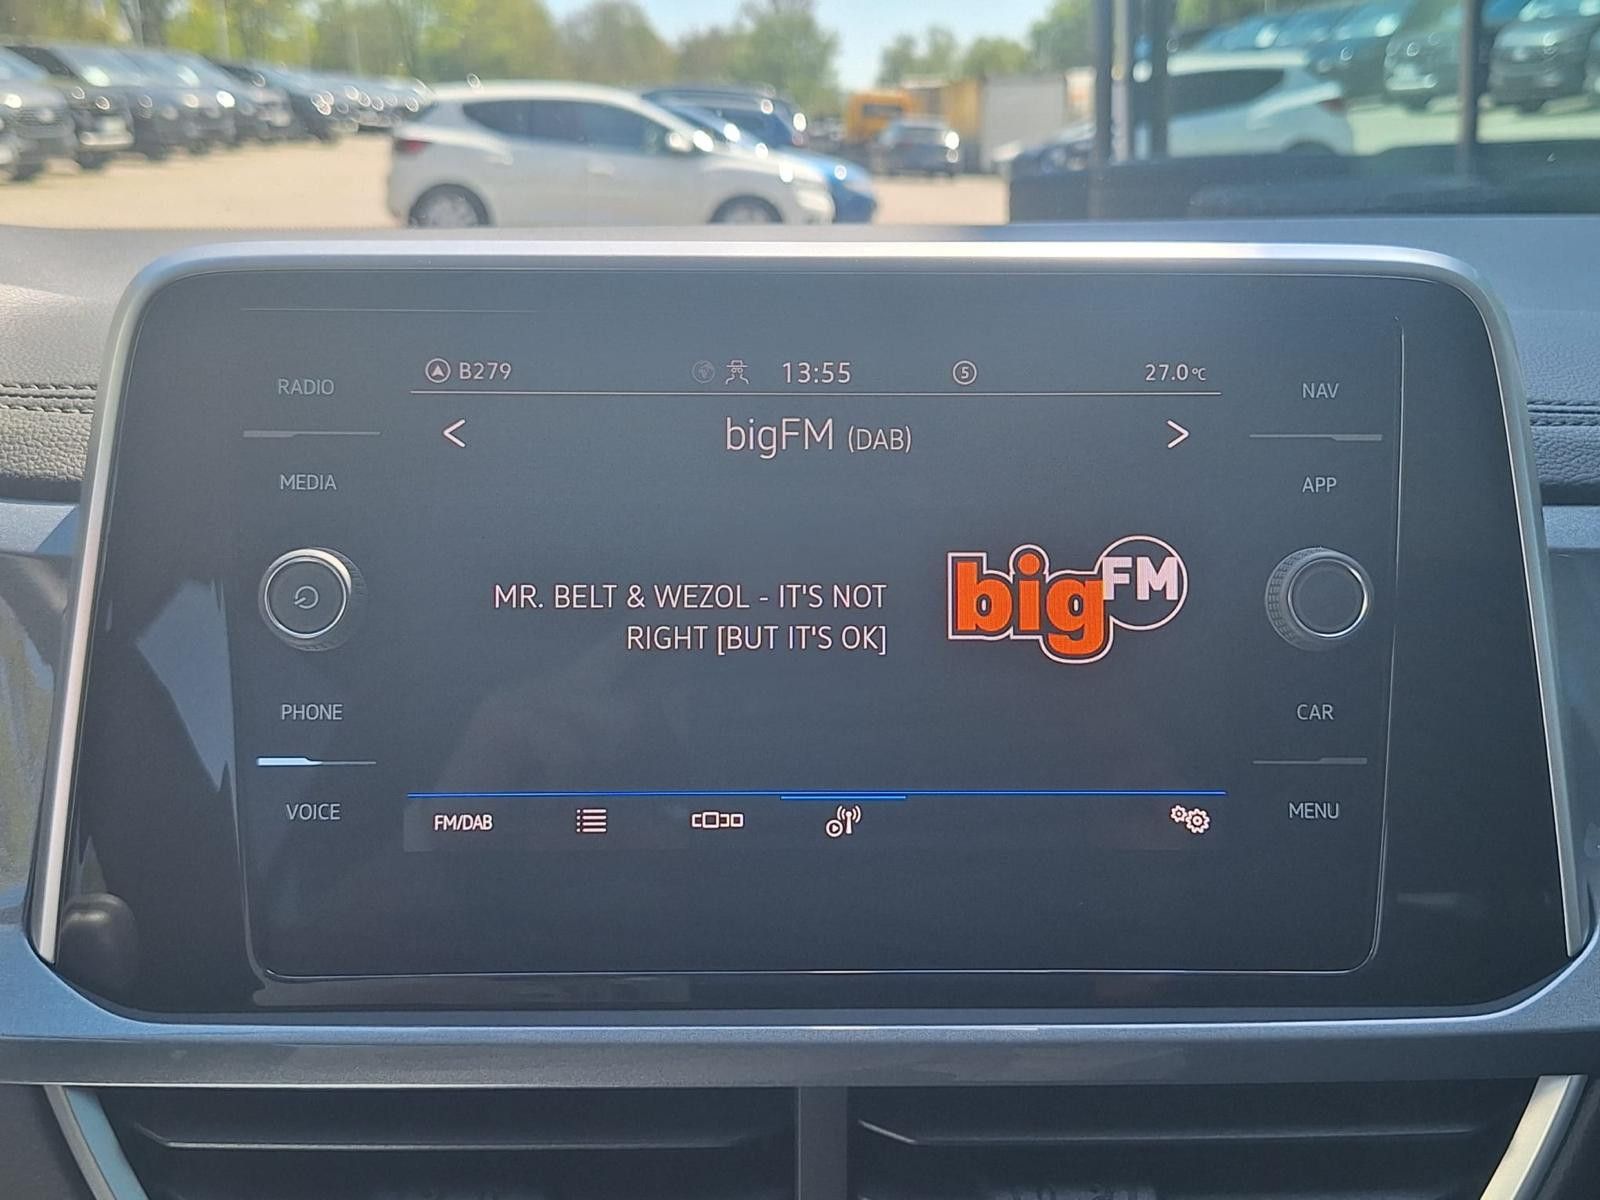 RADIO
MEDIA
PHONE
VOICE
B279
13:55
5
27.0°C
bigFM (DAB)
MR. BELT & WEZOL - IT'S NOT
RIGHT [BUT IT'S OK]
bigFM
FM/DAB
NAV
APP
CAR
MENU